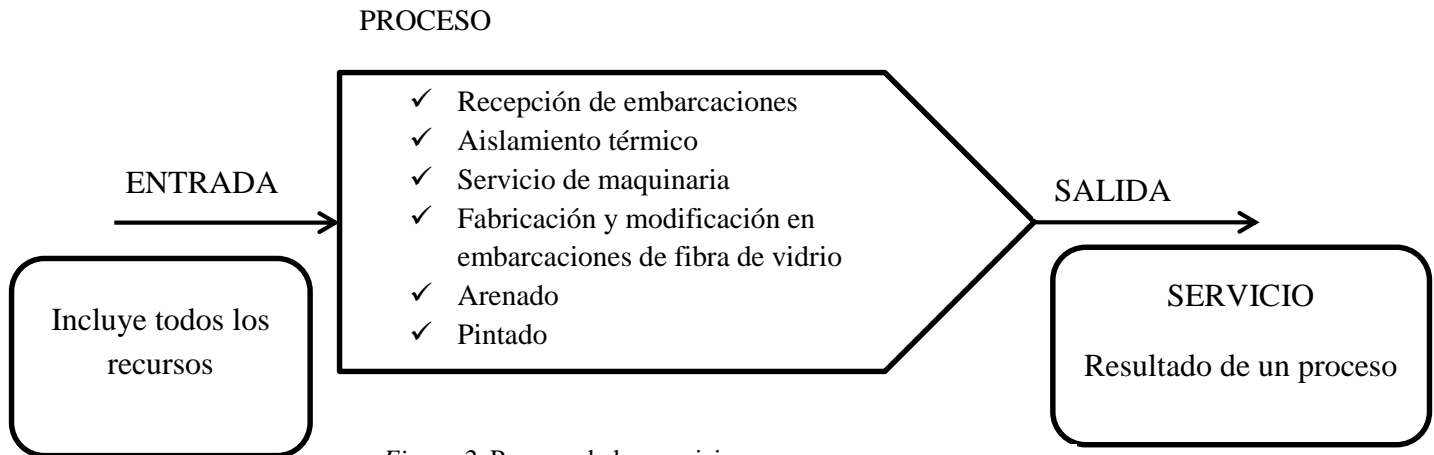 PROCESO
✓ Recepción de embarcaciones
✓ Aislamiento térmico
✓ Servicio de maquinaria
✓ Fabricación y modificación en
embarcaciones de fibra de vidrio
✓ Arenado
✓ Pintado
ENTRADA
Incluye todos los
recursos
SALIDA
SERVICIO
Resultado de un proceso